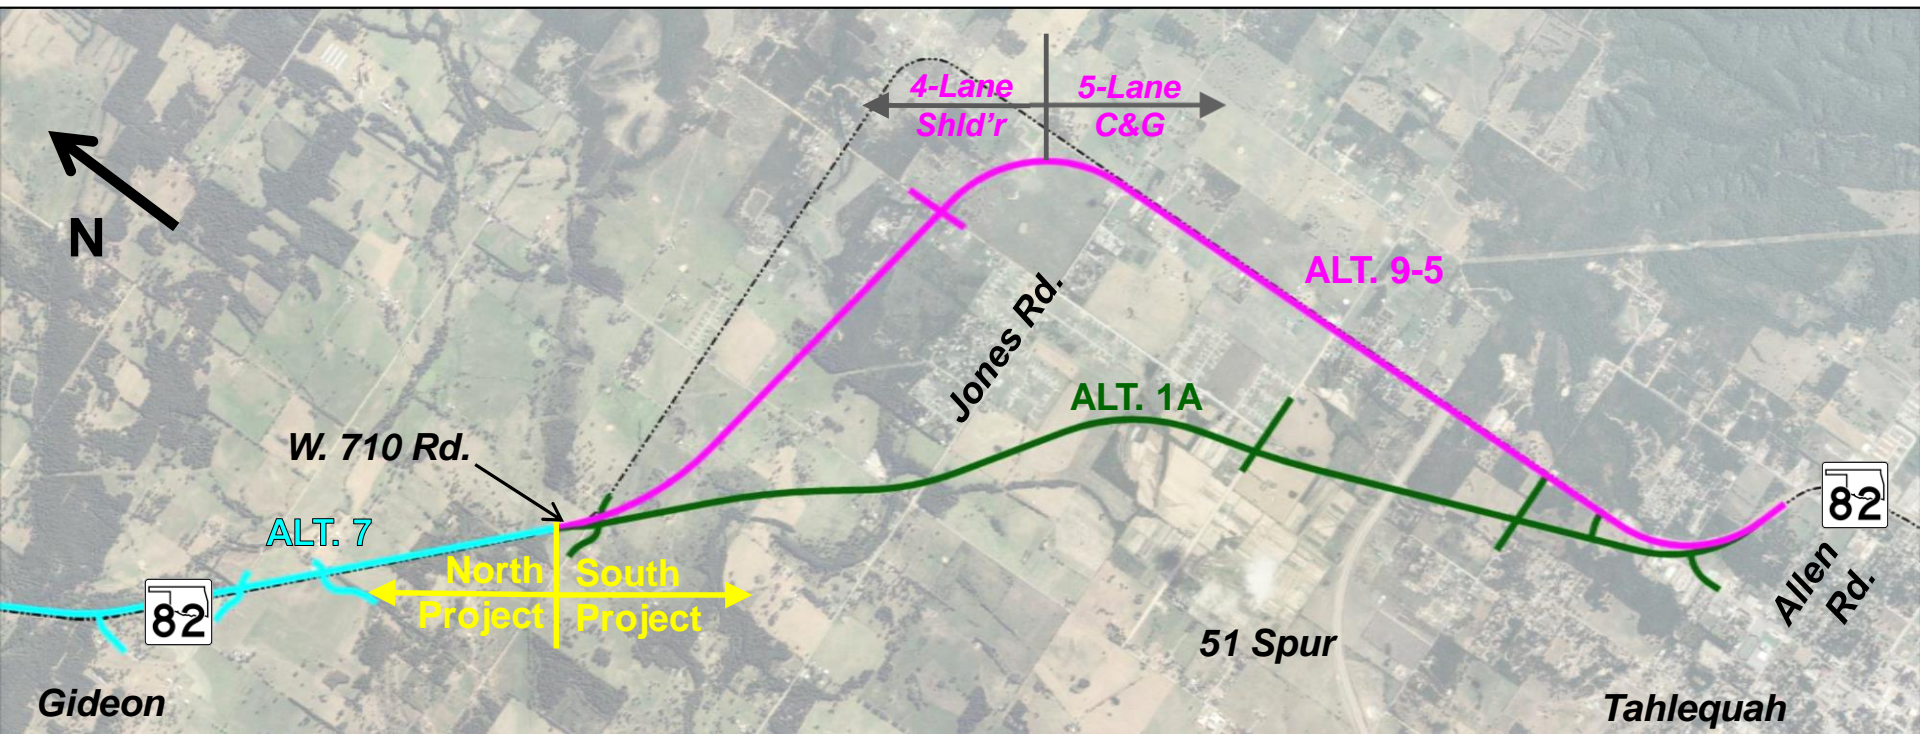 4-Lane
Shld'r
5-Lane
C&G
N
ALT. 9-5
Jones Rd.
ALT. 1A
W. 710 Rd.
82
ALT. 7
North
Project
South
Project
82
Allen
Rd.
51 Spur
Gideon
Tahlequah